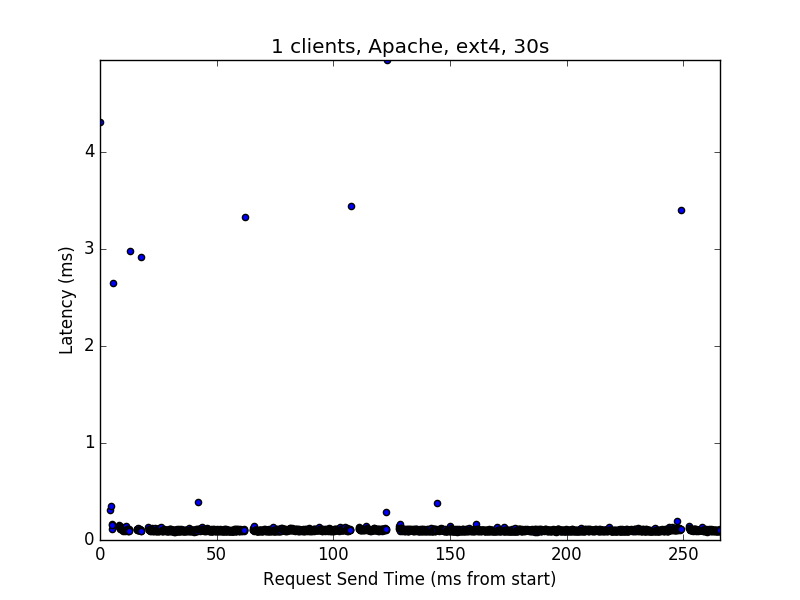 1 clients, Apache, ext4, 30s
4
3
2
1
0
Latency (ms)
0 50 100 150 200 250
Request Send Time (ms from start)